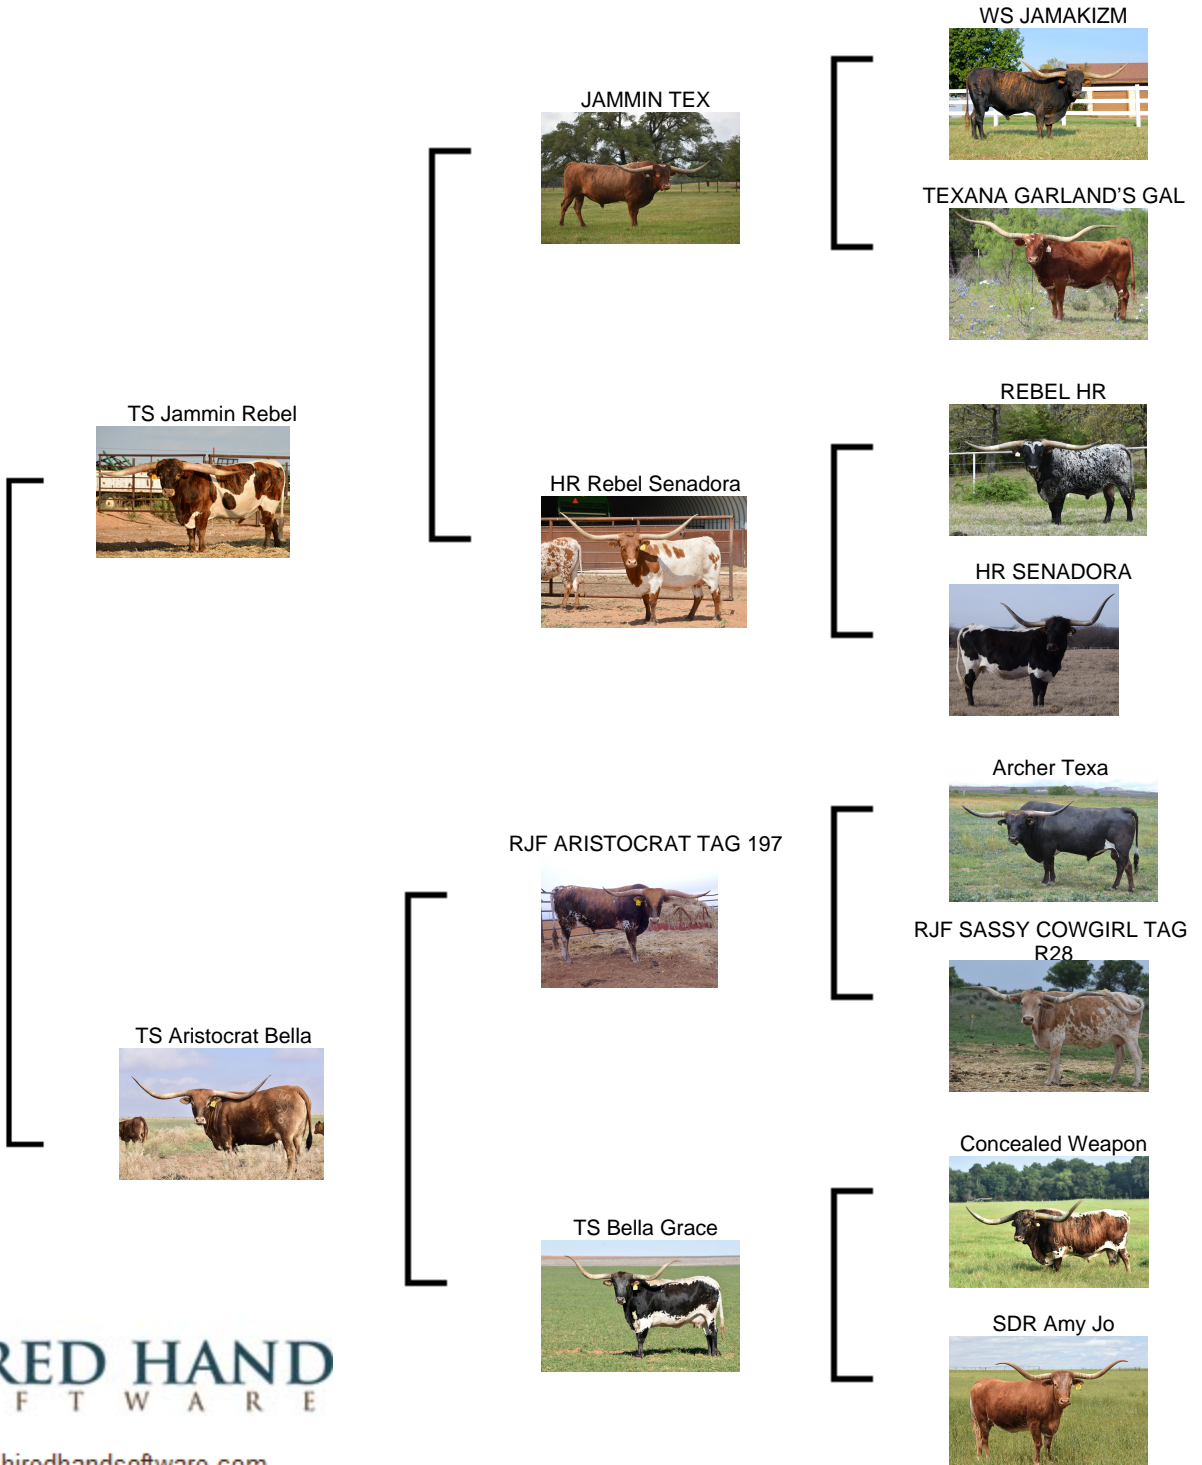 WS JAMAKIZM
JAMMIN TEX
TEXANA GARLAND'S GAL
REBEL HR
TS Jammin Rebel
HR Rebel Senadora
HR SENADORA
Archer Texa
RJF ARISTOCRAT TAG 197
RJF SASSY COWGIRL TAG
R28
TS Aristocrat Bella
Concealed Weapon
TS Bella Grace
SDR Amy Jo
RED HAND
F T W A R E
hiredhandsoftware.com